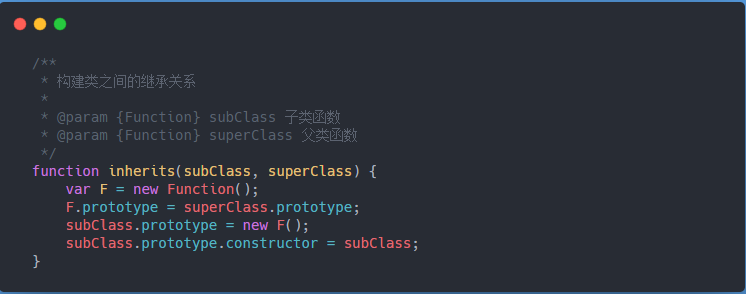 /**
 * 构建类之间的继承关系
 *
 * @param {Function} subClass 子类函数
 * @param {Function} superClass 父类函数
 */
function inherits(subClass, superClass) {
    var F = new Function();
    F.prototype = superClass.prototype;
    subClass.prototype = new F();
    subClass.prototype.constructor = subClass;
}